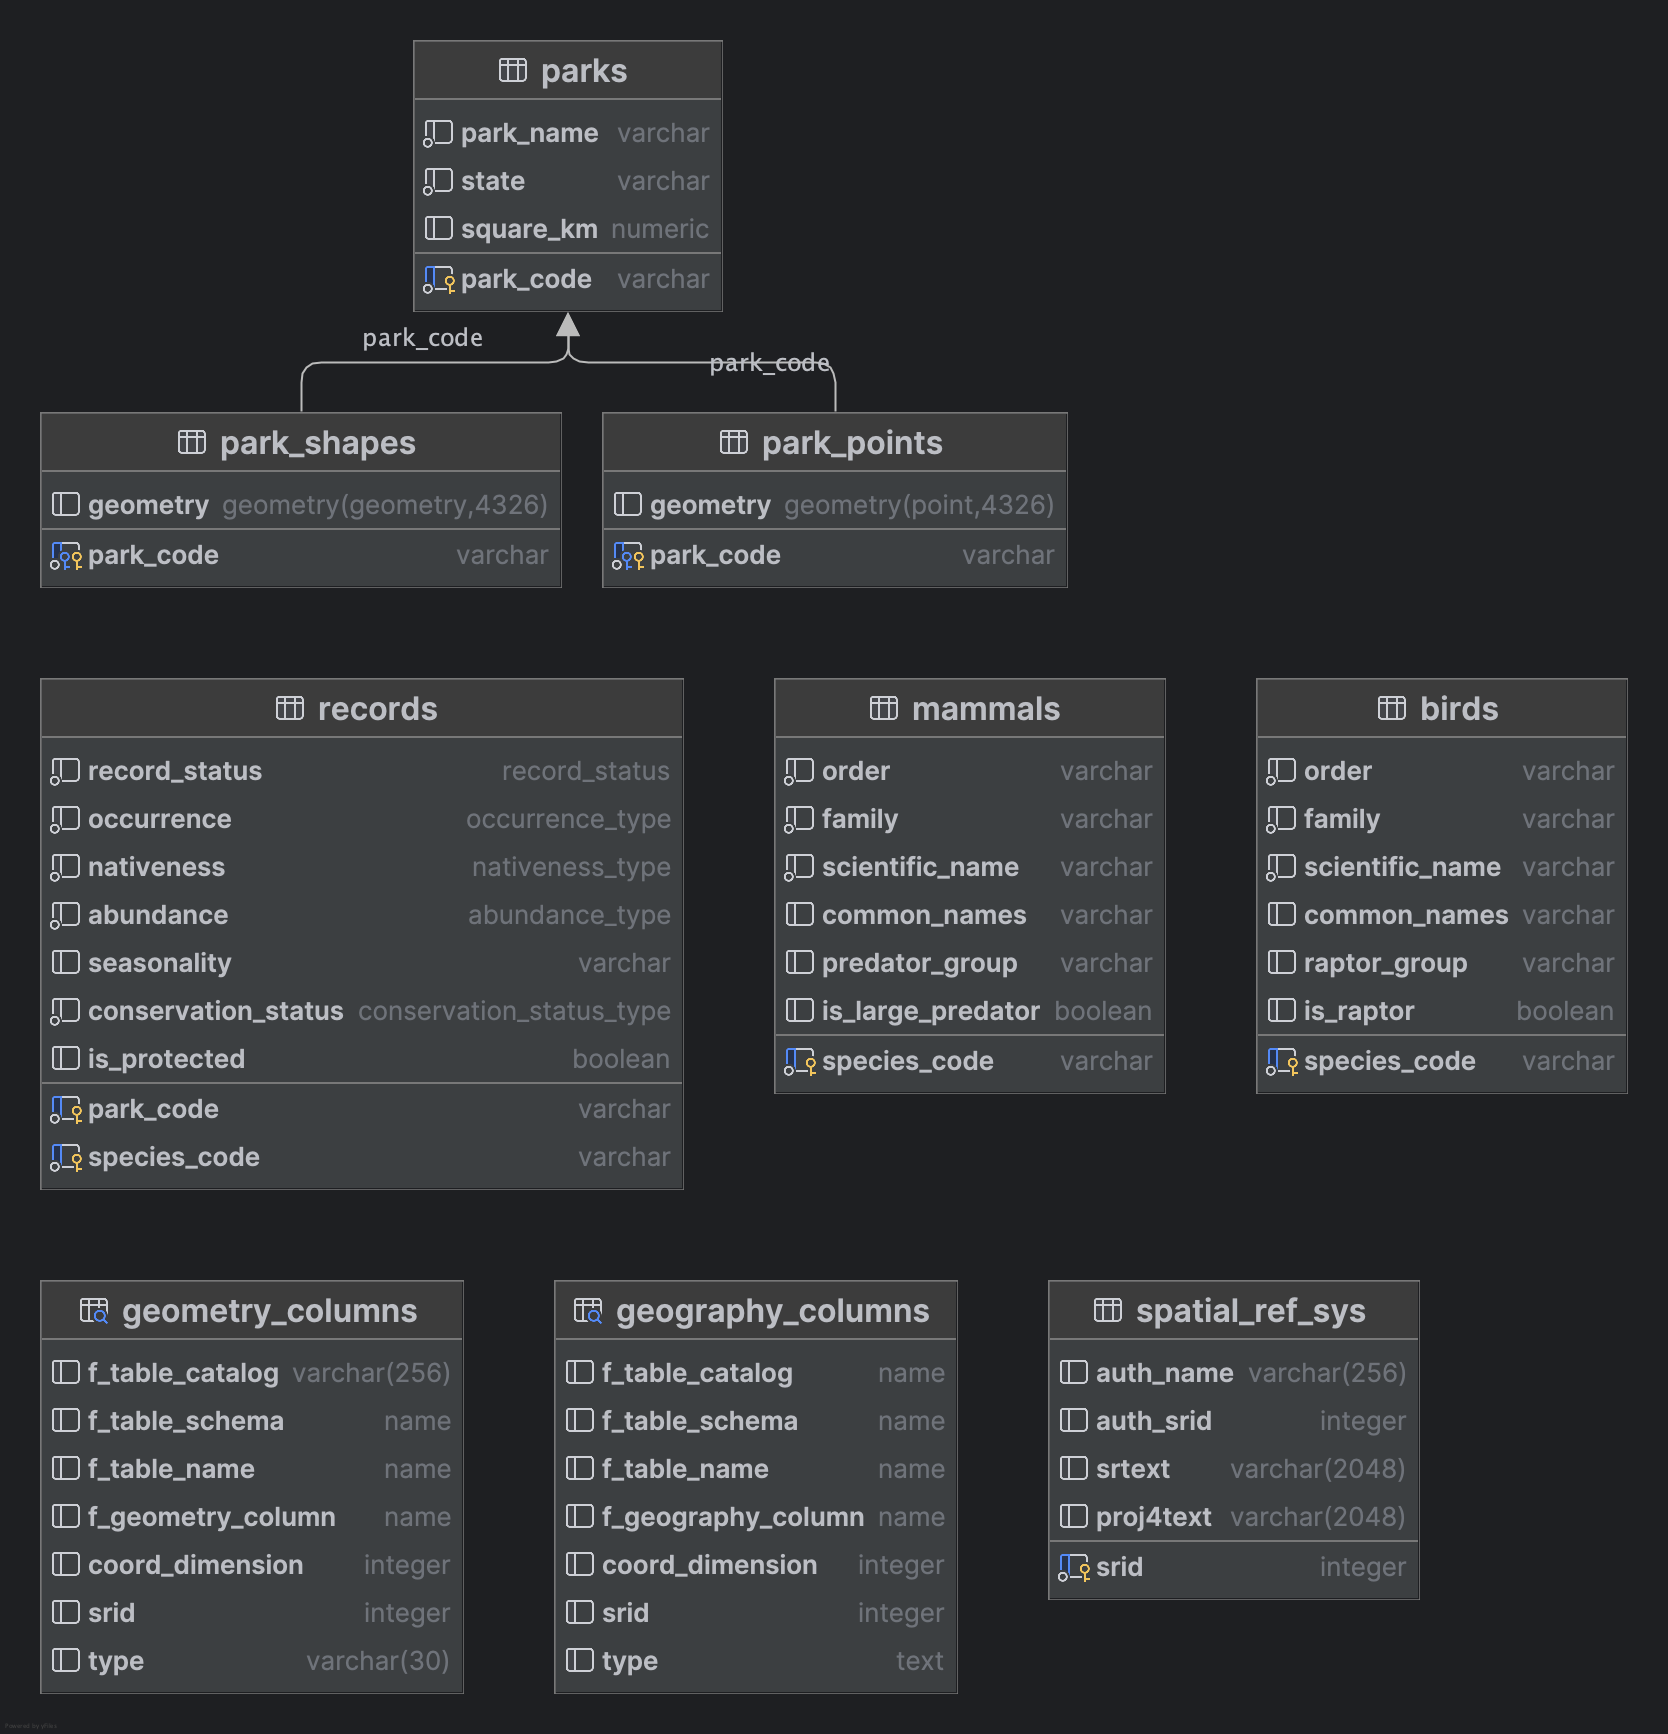 parks
park_name varchar
state varchar
square_km numeric
park_code varchar
park_code
park_code
park_shapes
geometry geometry(geometry,4326)
park_code varchar
park_points
geometry geometry(point,4326)
park_code varchar
records
record_status record_status
occurrence occurrence_type
nativeness nativeness_type
abundance abundance_type
seasonality varchar
conservation_status conservation_status_type
is_protected boolean
park_code varchar
species_code varchar
mammals
order varchar
family varchar
scientific_name varchar
common_names varchar
predator_group varchar
is_large_predator boolean
species_code varchar
birds
order varchar
family varchar
scientific_name varchar
common_names varchar
raptor_group varchar
is_raptor boolean
species_code varchar
geometry_columns
f_table_catalog varchar(256)
f_table_schema name
f_table_name name
f_geometry_column name
coord_dimension integer
srid integer
type varchar(30)
geography_columns
f_table_catalog name
f_table_schema name
f_table_name name
f_geography_column name
coord_dimension integer
srid integer
type text
spatial_ref_sys
auth_name varchar(256)
auth_srid integer
srtext varchar(2048)
proj4text varchar(2048)
srid integer
Powered by yFiles